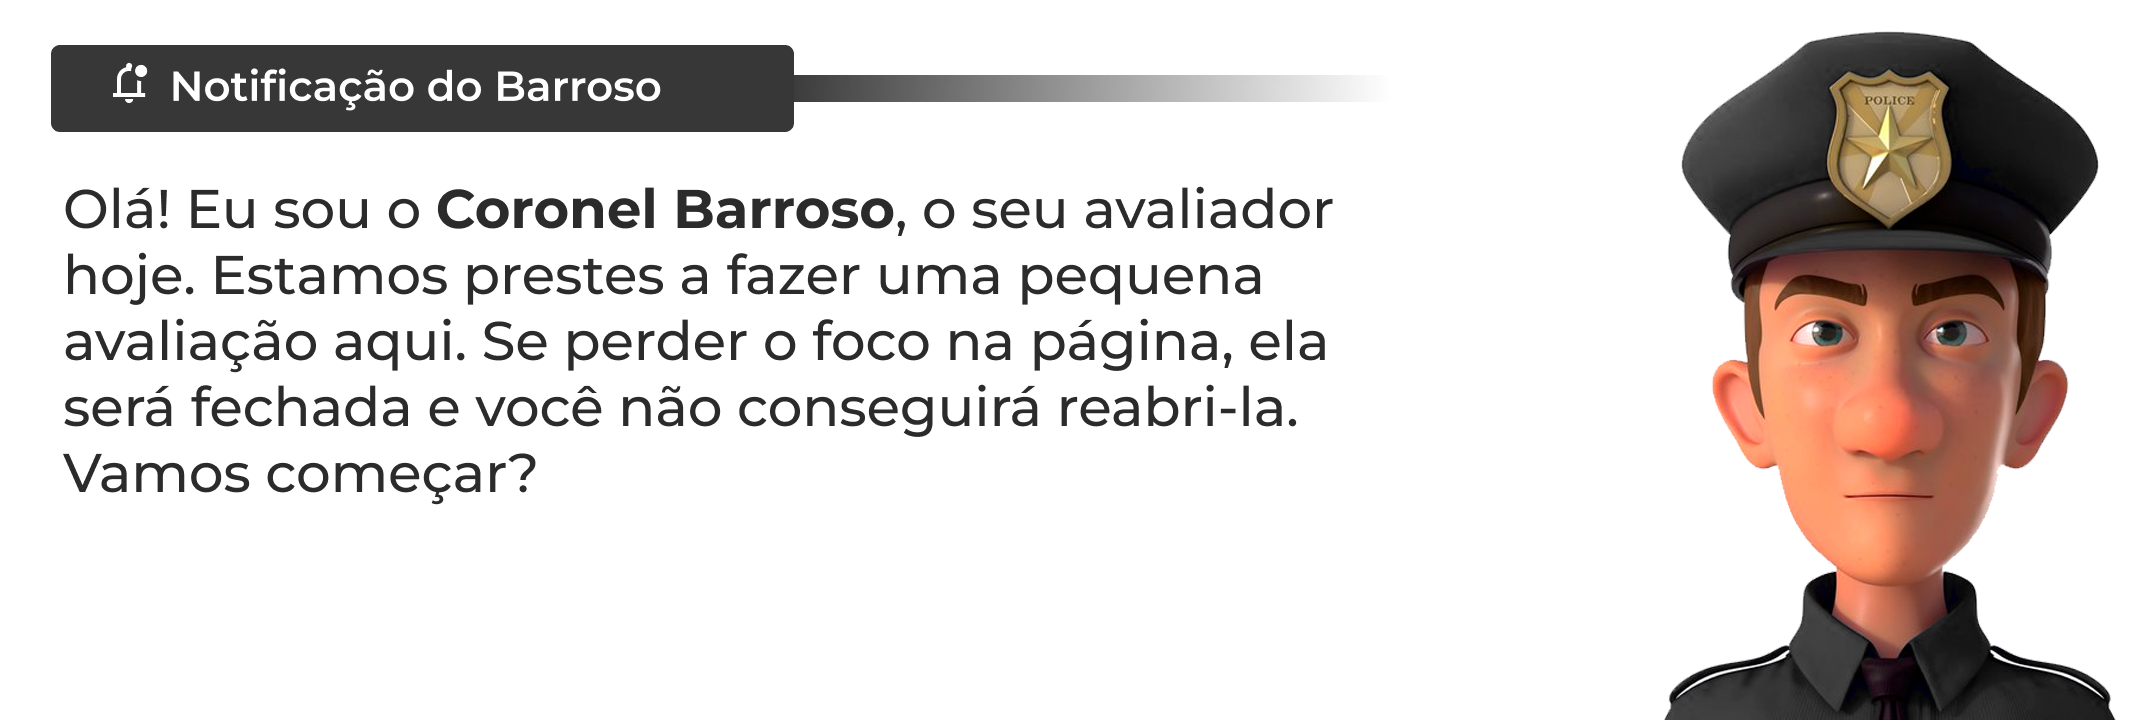 Notificação do Barroso
POLICE
Olá! Eu sou o Coronel Barroso, o seu avaliador
hoje. Estamos prestes a fazer uma pequena
avaliação aqui. Se perder o foco na página, ela
será fechada e você não conseguirá reabri-la.
Vamos começar?